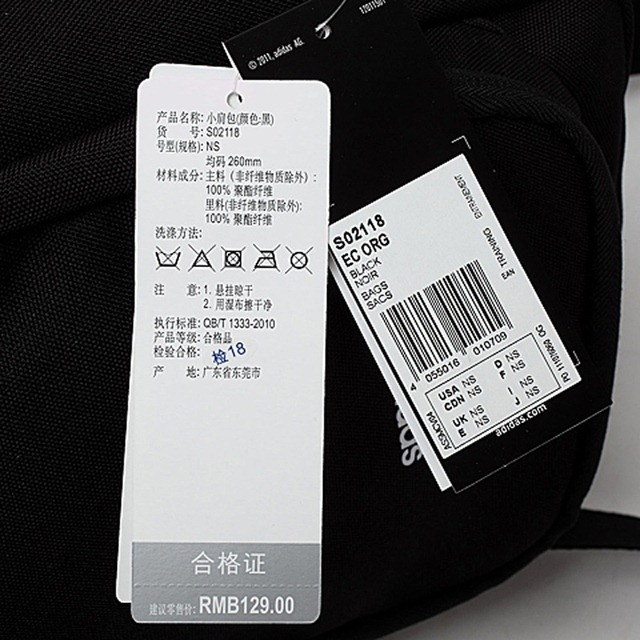 产品名称: 小肩包(颜色:黑)
货 号: S02118
号型(规格): NS
均码 260mm
材料成分: 主料 (非纤维物质除外):
100% 聚酯纤维
里料(非纤维物质除外):
100% 聚酯纤维
洗涤方法:
注 意: 1. 悬挂晾干
2. 用湿布擦干净
执行标准: QB/T 1333-2010
产品等级: 合格品
检验合格: 检18
产 地: 广东省东莞市
合格证
建议零售价: RMB129.00
© 2011, adidas AG.
S02118
EC ORG
BLACK
NOIR
BAGS
SACS
TRAINING
EAN
4 055016 010709
USA NS D NS
CDN NS F NS
UK NS I NS
E NS J NS
adidas.com